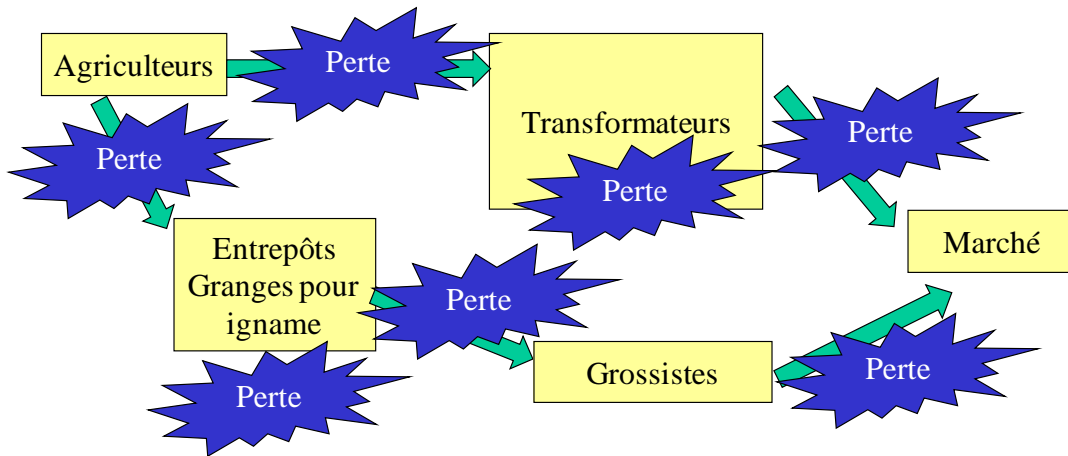 Agriculteurs
Perte
Transformateurs
Perte
Perte
Perte
Entrepôts
Granges pour
igname
Perte
Marché
Perte
Grossistes
Perte